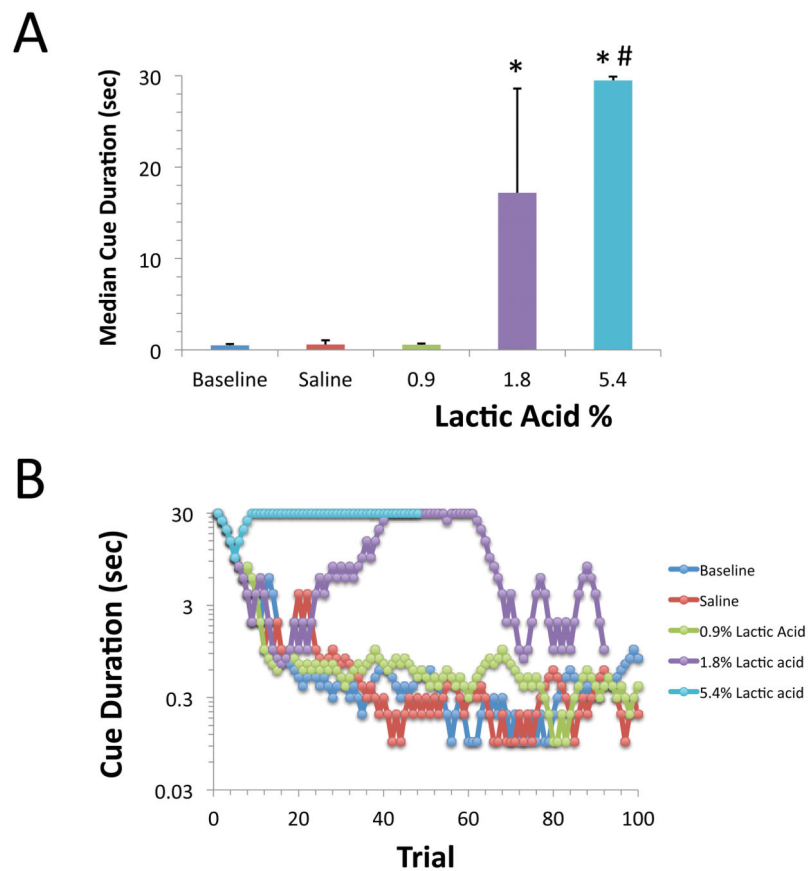 A
Median Cue Duration (sec)
30
20
10
0
*
* #
Baseline Saline 0.9 1.8 5.4
Lactic Acid %
B
Cue Duration (sec)
30
3
0.3
0.03
0 20 40 60 80 100
Trial
Baseline
Saline
0.9% Lactic Acid
1.8% Lactic acid
5.4% Lactic acid